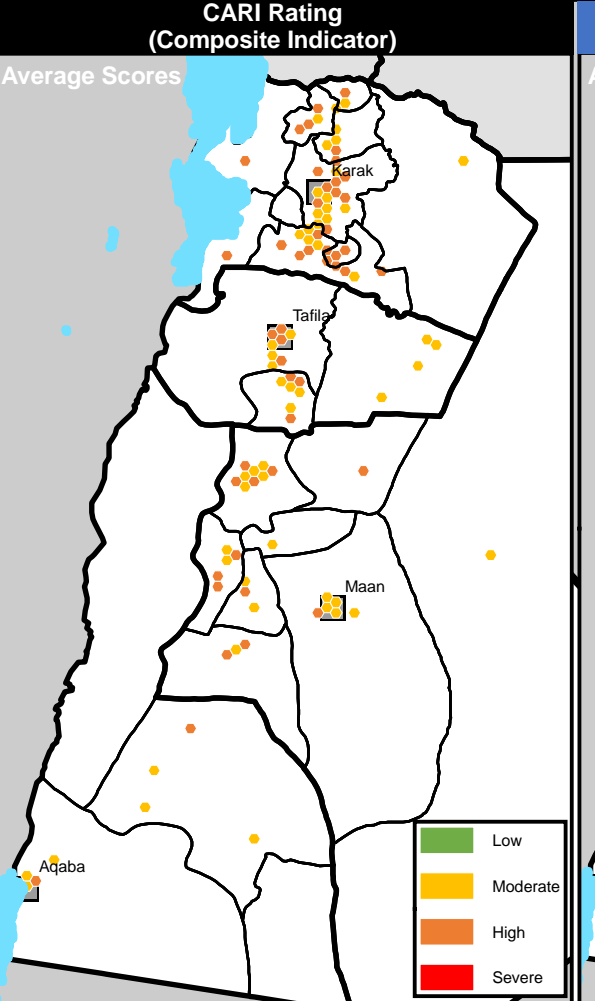 CARI Rating
(Composite Indicator)
Average Scores
Karak
Tafila
Maan
Aqaba
Low
Moderate
High
Severe